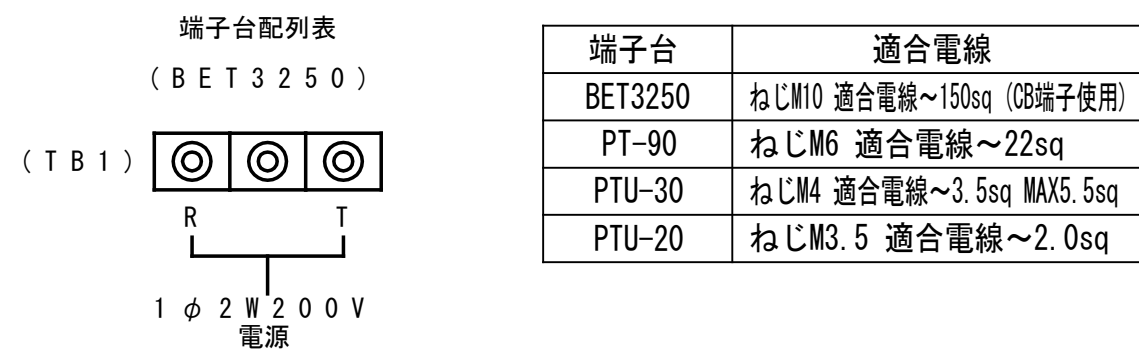 端子台配列表
(BET3250)
(TB1)
R T
1φ2W200V
電源
端子台 適合電線
BET3250 ねじM10 適合電線～150sq (CB端子使用)
PT-90 ねじM6 適合電線～22sq
PTU-30 ねじM4 適合電線～3.5sq MAX5.5sq
PTU-20 ねじM3.5 適合電線～2.0sq